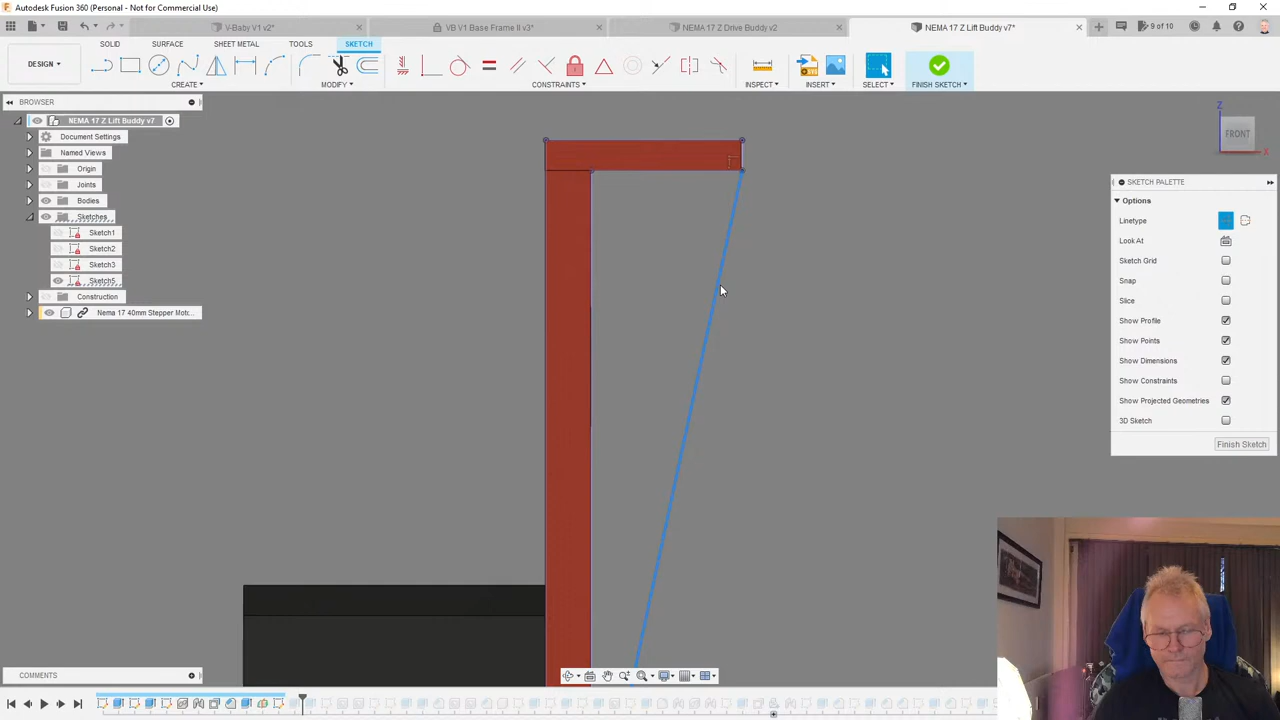 Autodesk Fusion 360 (Personal - Not for Commercial Use)
V-Baby V1 v2*
VB V1 Base Frame II v3*
NEMA 17 Z Drive Buddy v2
NEMA 17 Z Lift Buddy v7*
9 of 10
SOLID
SURFACE
SHEET METAL
TOOLS
SKETCH
DESIGN
CREATE
MODIFY
CONSTRAINTS
INSPECT
INSERT
SELECT
FINISH SKETCH
BROWSER
NEMA 17 Z Lift Buddy v7
Document Settings
Named Views
Origin
Joints
Bodies
Sketches
Sketch1
Sketch2
Sketch3
Sketch5
Construction
Nema 17 40mm Stepper Motc...
Z
FRONT
X
SKETCH PALETTE
Options
Linetype
Look At
Sketch Grid
Snap
Slice
Show Profile
Show Points
Show Dimensions
Show Constraints
Show Projected Geometries
3D Sketch
Finish Sketch
COMMENTS